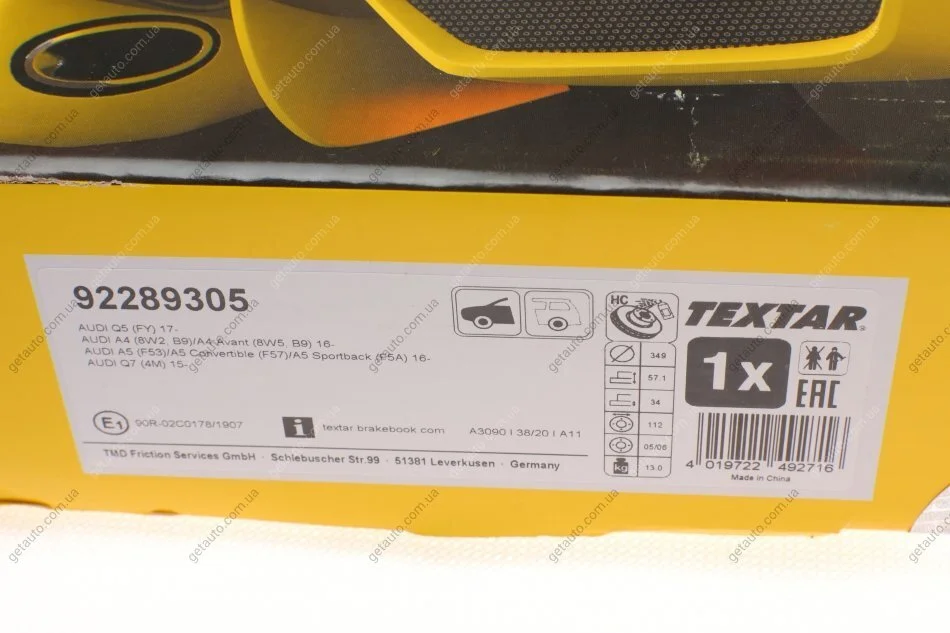 92289305
AUDI Q5 (FY) 17-
AUDI A4 (8W2, B9)/A4 Avant (8W5, B9) 16-
AUDI A5 (F53)/A5 Convertible (F57)/A5 Sportback (F5A) 16-
AUDI Q7 (4M) 15-
E1 90R-02C0178/1907
i textar brakebook.com
A3090 I 38/20 I A11
TMD Friction Services GmbH · Schlebuscher Str.99 · 51381 Leverkusen · Germany
HC
349
57.1
34
112
05/06
kg 13.0
TEXTAR®
1x
EAC
4 019722 492716
Made in China
getauto.com.ua